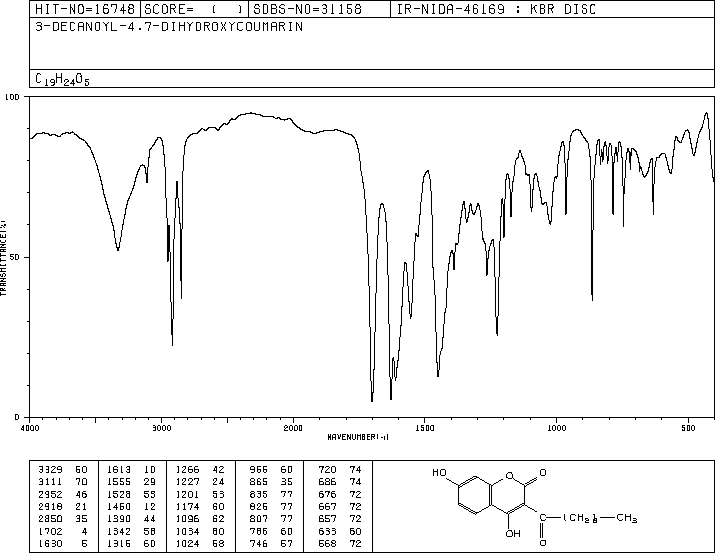 HIT-NO=16748 SCORE= ( ) SDBS-NO=31158 IR-NIDA-46169 : KBR DISC
3-DECANOYL-4,7-DIHYDROXYCOUMARIN
C19H24O5
100
50
0
TRANSMITTANCE(%)
4000 3000 2000 1500 1000 500
WAVENUMBER(-1)
3329 50 1613 10 1266 42 966 60 720 74
3111 70 1555 29 1227 24 865 35 686 74
2952 46 1528 55 1201 53 835 77 676 72
2918 21 1450 12 1174 60 826 77 667 72
2850 35 1390 44 1096 62 807 77 657 72
1702 4 1342 58 1034 60 786 60 633 60
1630 5 1316 60 1024 58 746 57 568 72
HO O O
C (CH2)8 CH3
OH O